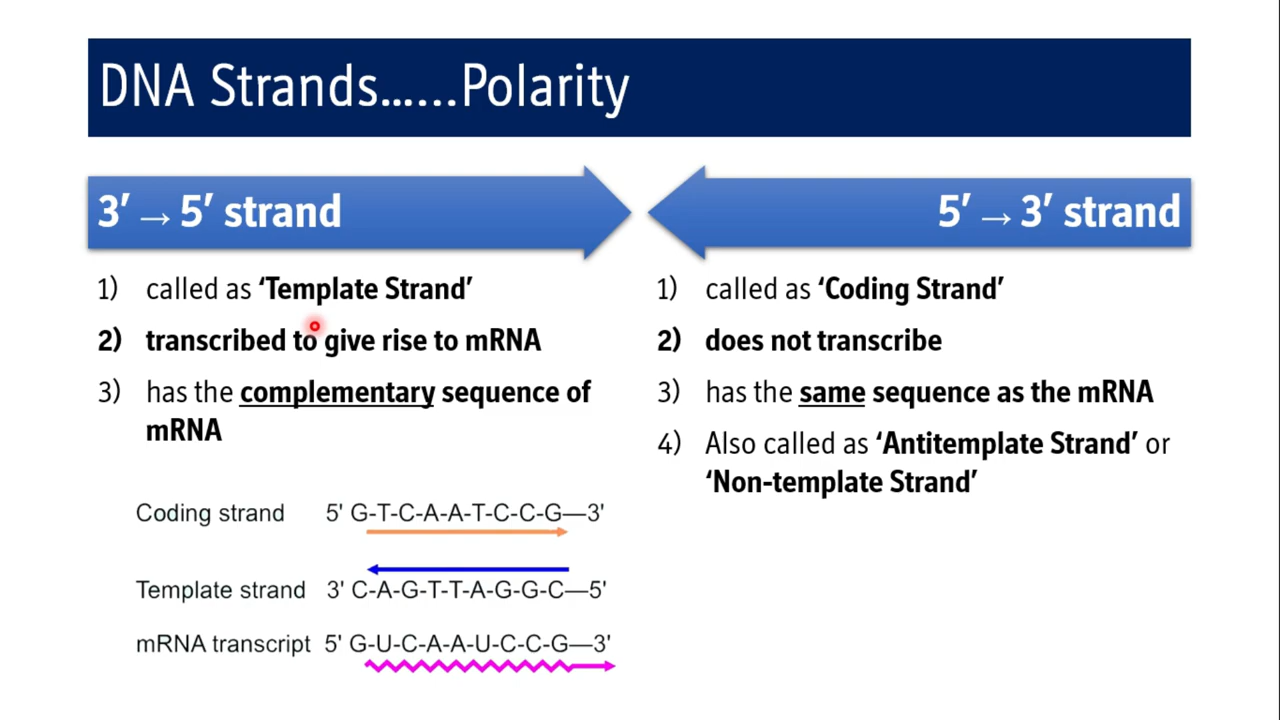 DNA Strands......Polarity
3′ → 5′ strand
1) called as ‘Template Strand’
2) transcribed to give rise to mRNA
3) has the complementary sequence of
mRNA
5′ → 3′ strand
1) called as ‘Coding Strand’
2) does not transcribe
3) has the same sequence as the mRNA
4) Also called as ‘Antitemplate Strand’ or
‘Non-template Strand’
Coding strand 5' G-T-C-A-A-T-C-C-G—3'
Template strand 3' C-A-G-T-T-A-G-G-C—5'
mRNA transcript 5' G-U-C-A-A-U-C-C-G—3'